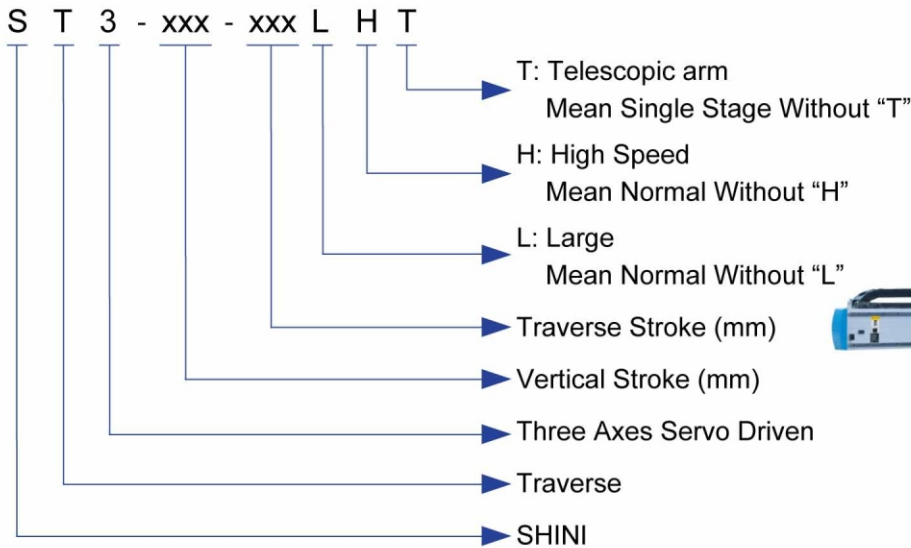 S T 3 - xxx - xxx L H T
T: Telescopic arm
Mean Single Stage Without “T”
H: High Speed
Mean Normal Without “H”
L: Large
Mean Normal Without “L”
Traverse Stroke (mm)
Vertical Stroke (mm)
Three Axes Servo Driven
Traverse
SHINI